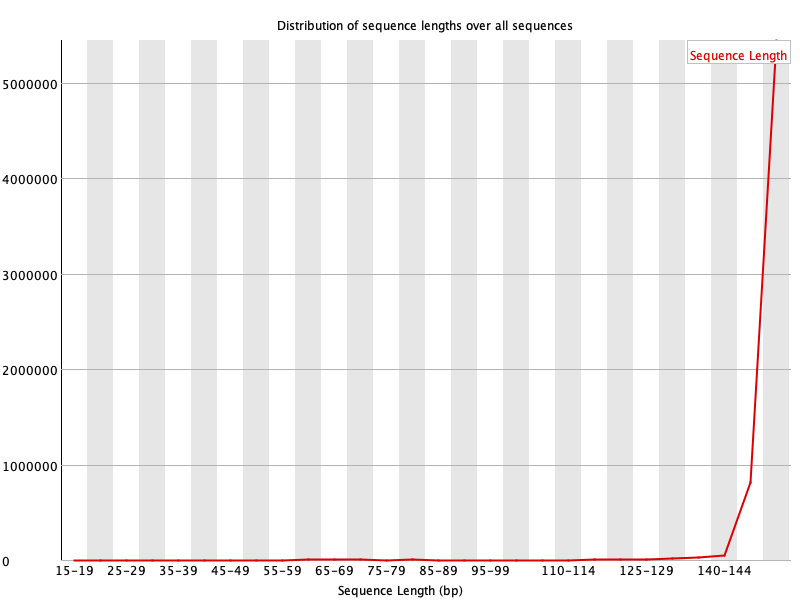 Distribution of sequence lengths over all sequences
Sequence Length
5000000
4000000
3000000
2000000
1000000
0
15-19 25-29 35-39 45-49 55-59 65-69 75-79 85-89 95-99 110-114 125-129 140-144
Sequence Length (bp)